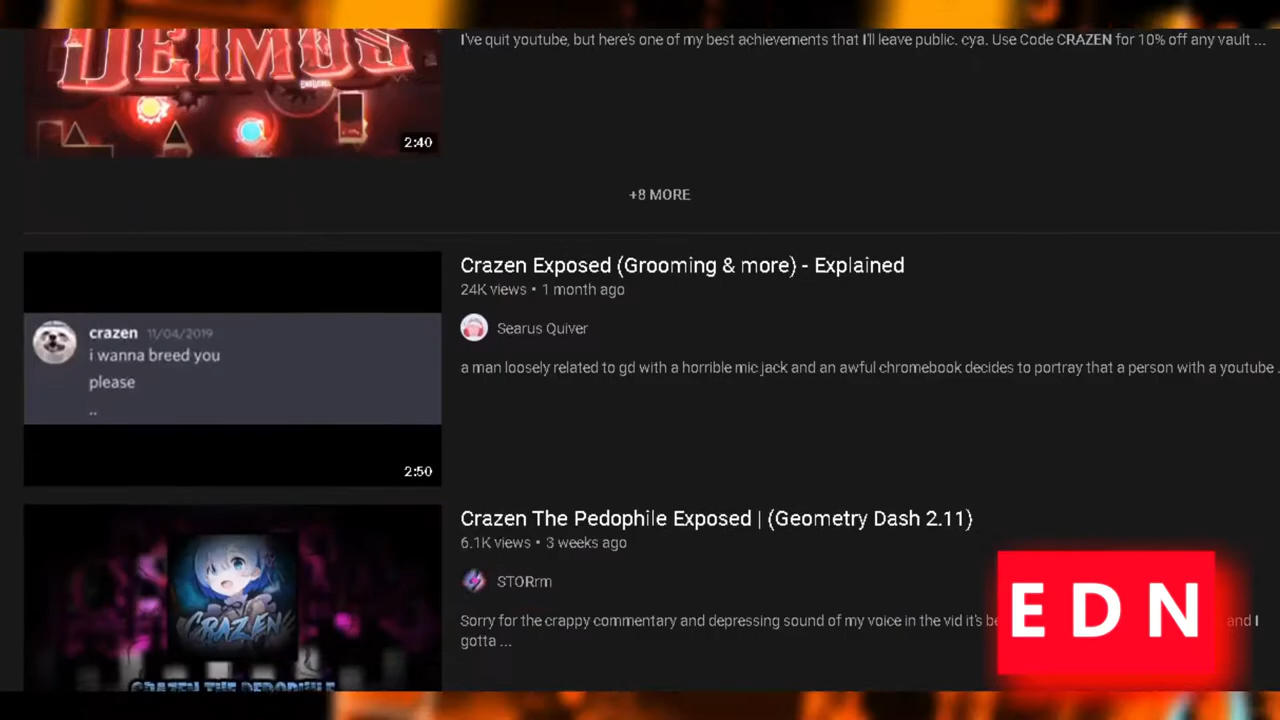 DEIMOS
I've quit youtube, but here's one of my best achievements that I'll leave public. cya. Use Code CRAZEN for 10% off any vault ...
2:40
+8 MORE
Crazen Exposed (Grooming & more) - Explained
24K views • 1 month ago
crazen 11/04/2019
Searus Quiver
i wanna breed you
a man loosely related to gd with a horrible mic jack and an awful chromebook decides to portray that a person with a youtube
please
..
2:50
Crazen The Pedophile Exposed | (Geometry Dash 2.11)
6.1K views • 3 weeks ago
STORrm
CRAZEN
E D N
Sorry for the crappy commentary and depressing sound of my voice in the vid it's be and I
gotta ...
CRAZEN THE PEDOPHILE